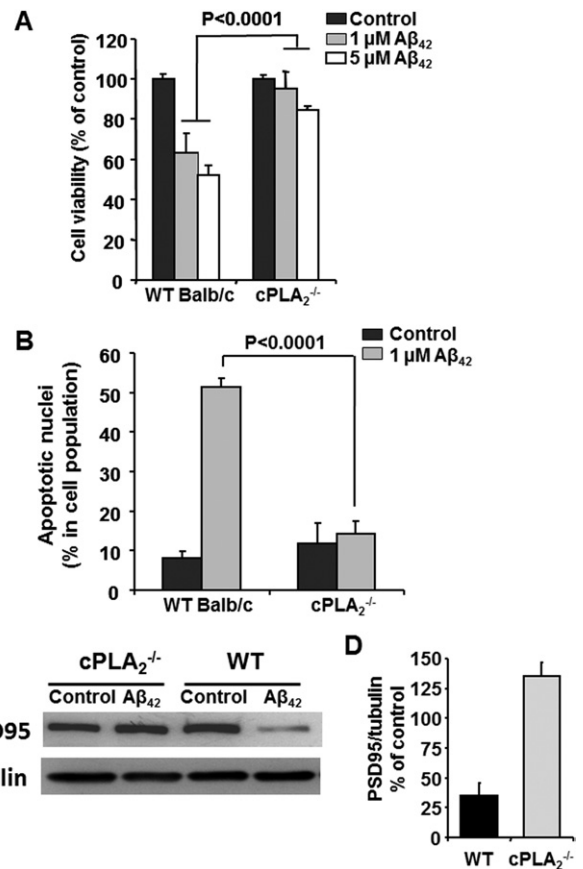 A
P<0.0001
Control
1 μM Aβ42
5 μM Aβ42
Cell viability (% of control)
120
100
80
60
40
20
0
WT Balb/c cPLA2-/-
B
P<0.0001
Control
1 μM Aβ42
Apoptotic nuclei
(% in cell population)
60
50
40
30
20
10
0
WT Balb/c cPLA2-/-
cPLA2-/- WT
Control Aβ42 Control Aβ42
95
lin
D
PSD95/tubulin
% of control
150
125
100
75
50
25
0
WT cPLA2-/-